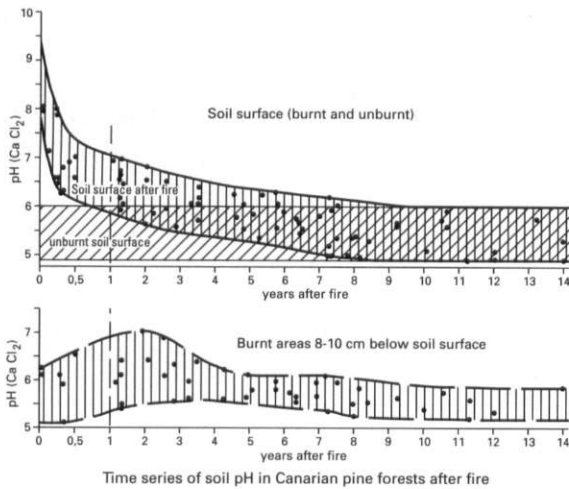 10
9
8
7
6
5
pH (Ca Cl₂)
Soil surface (burnt and unburnt)
Soil surface after fire
unburnt soil surface
0 0,5 1 2 3 4 5 6 7 8 9 10 11 12 13 14
years after fire
7
6
5
pH (Ca Cl₂)
Burnt areas 8-10 cm below soil surface
0 0,5 1 2 3 4 5 6 7 8 9 10 11 12 13 14
years after fire
Time series of soil pH in Canarian pine forests after fire